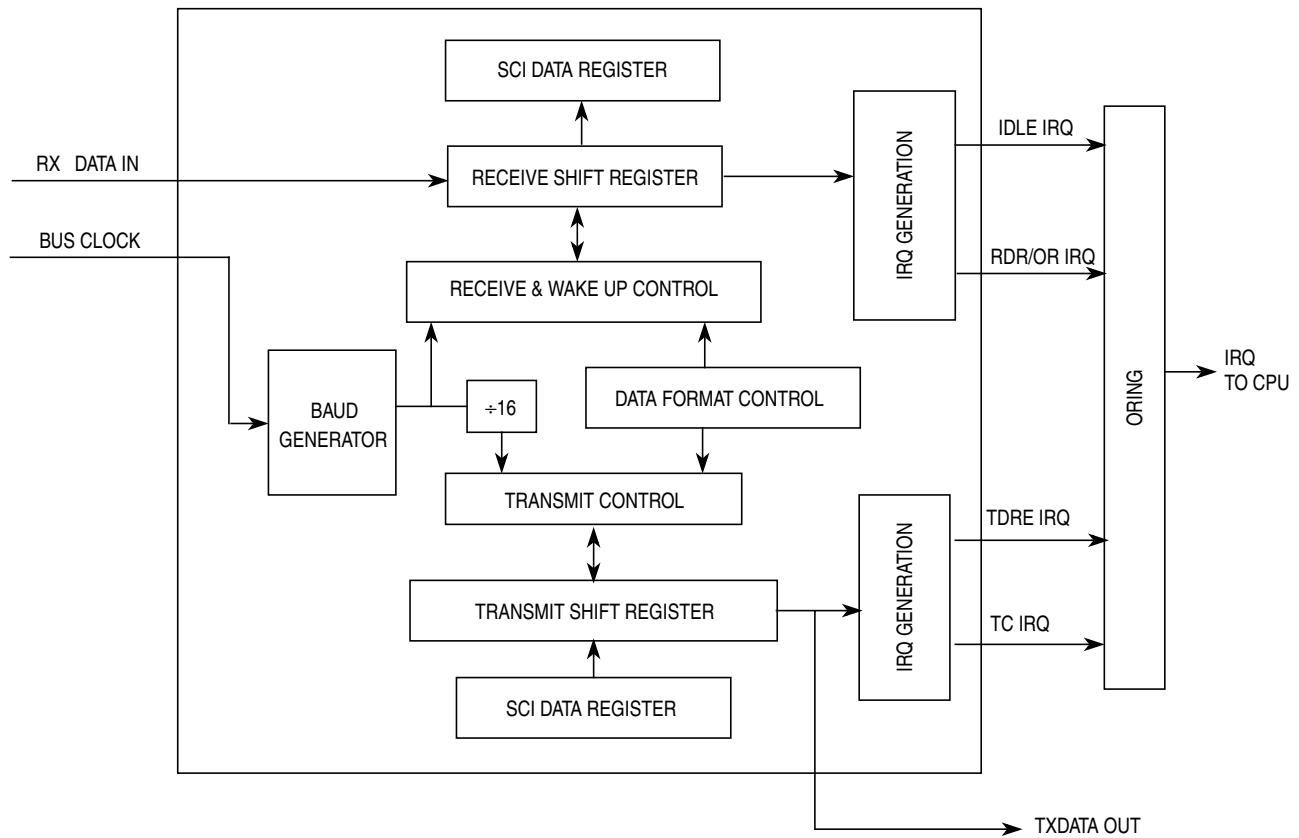 SCI DATA REGISTER
RX DATA IN
RECEIVE SHIFT REGISTER
IRQ GENERATION
IDLE IRQ
BUS CLOCK
RECEIVE & WAKE UP CONTROL
RDR/OR IRQ
BAUD
GENERATOR
÷16
DATA FORMAT CONTROL
ORING
IRQ
TO CPU
TRANSMIT CONTROL
TDRE IRQ
TRANSMIT SHIFT REGISTER
IRQ GENERATION
TC IRQ
SCI DATA REGISTER
TXDATA OUT